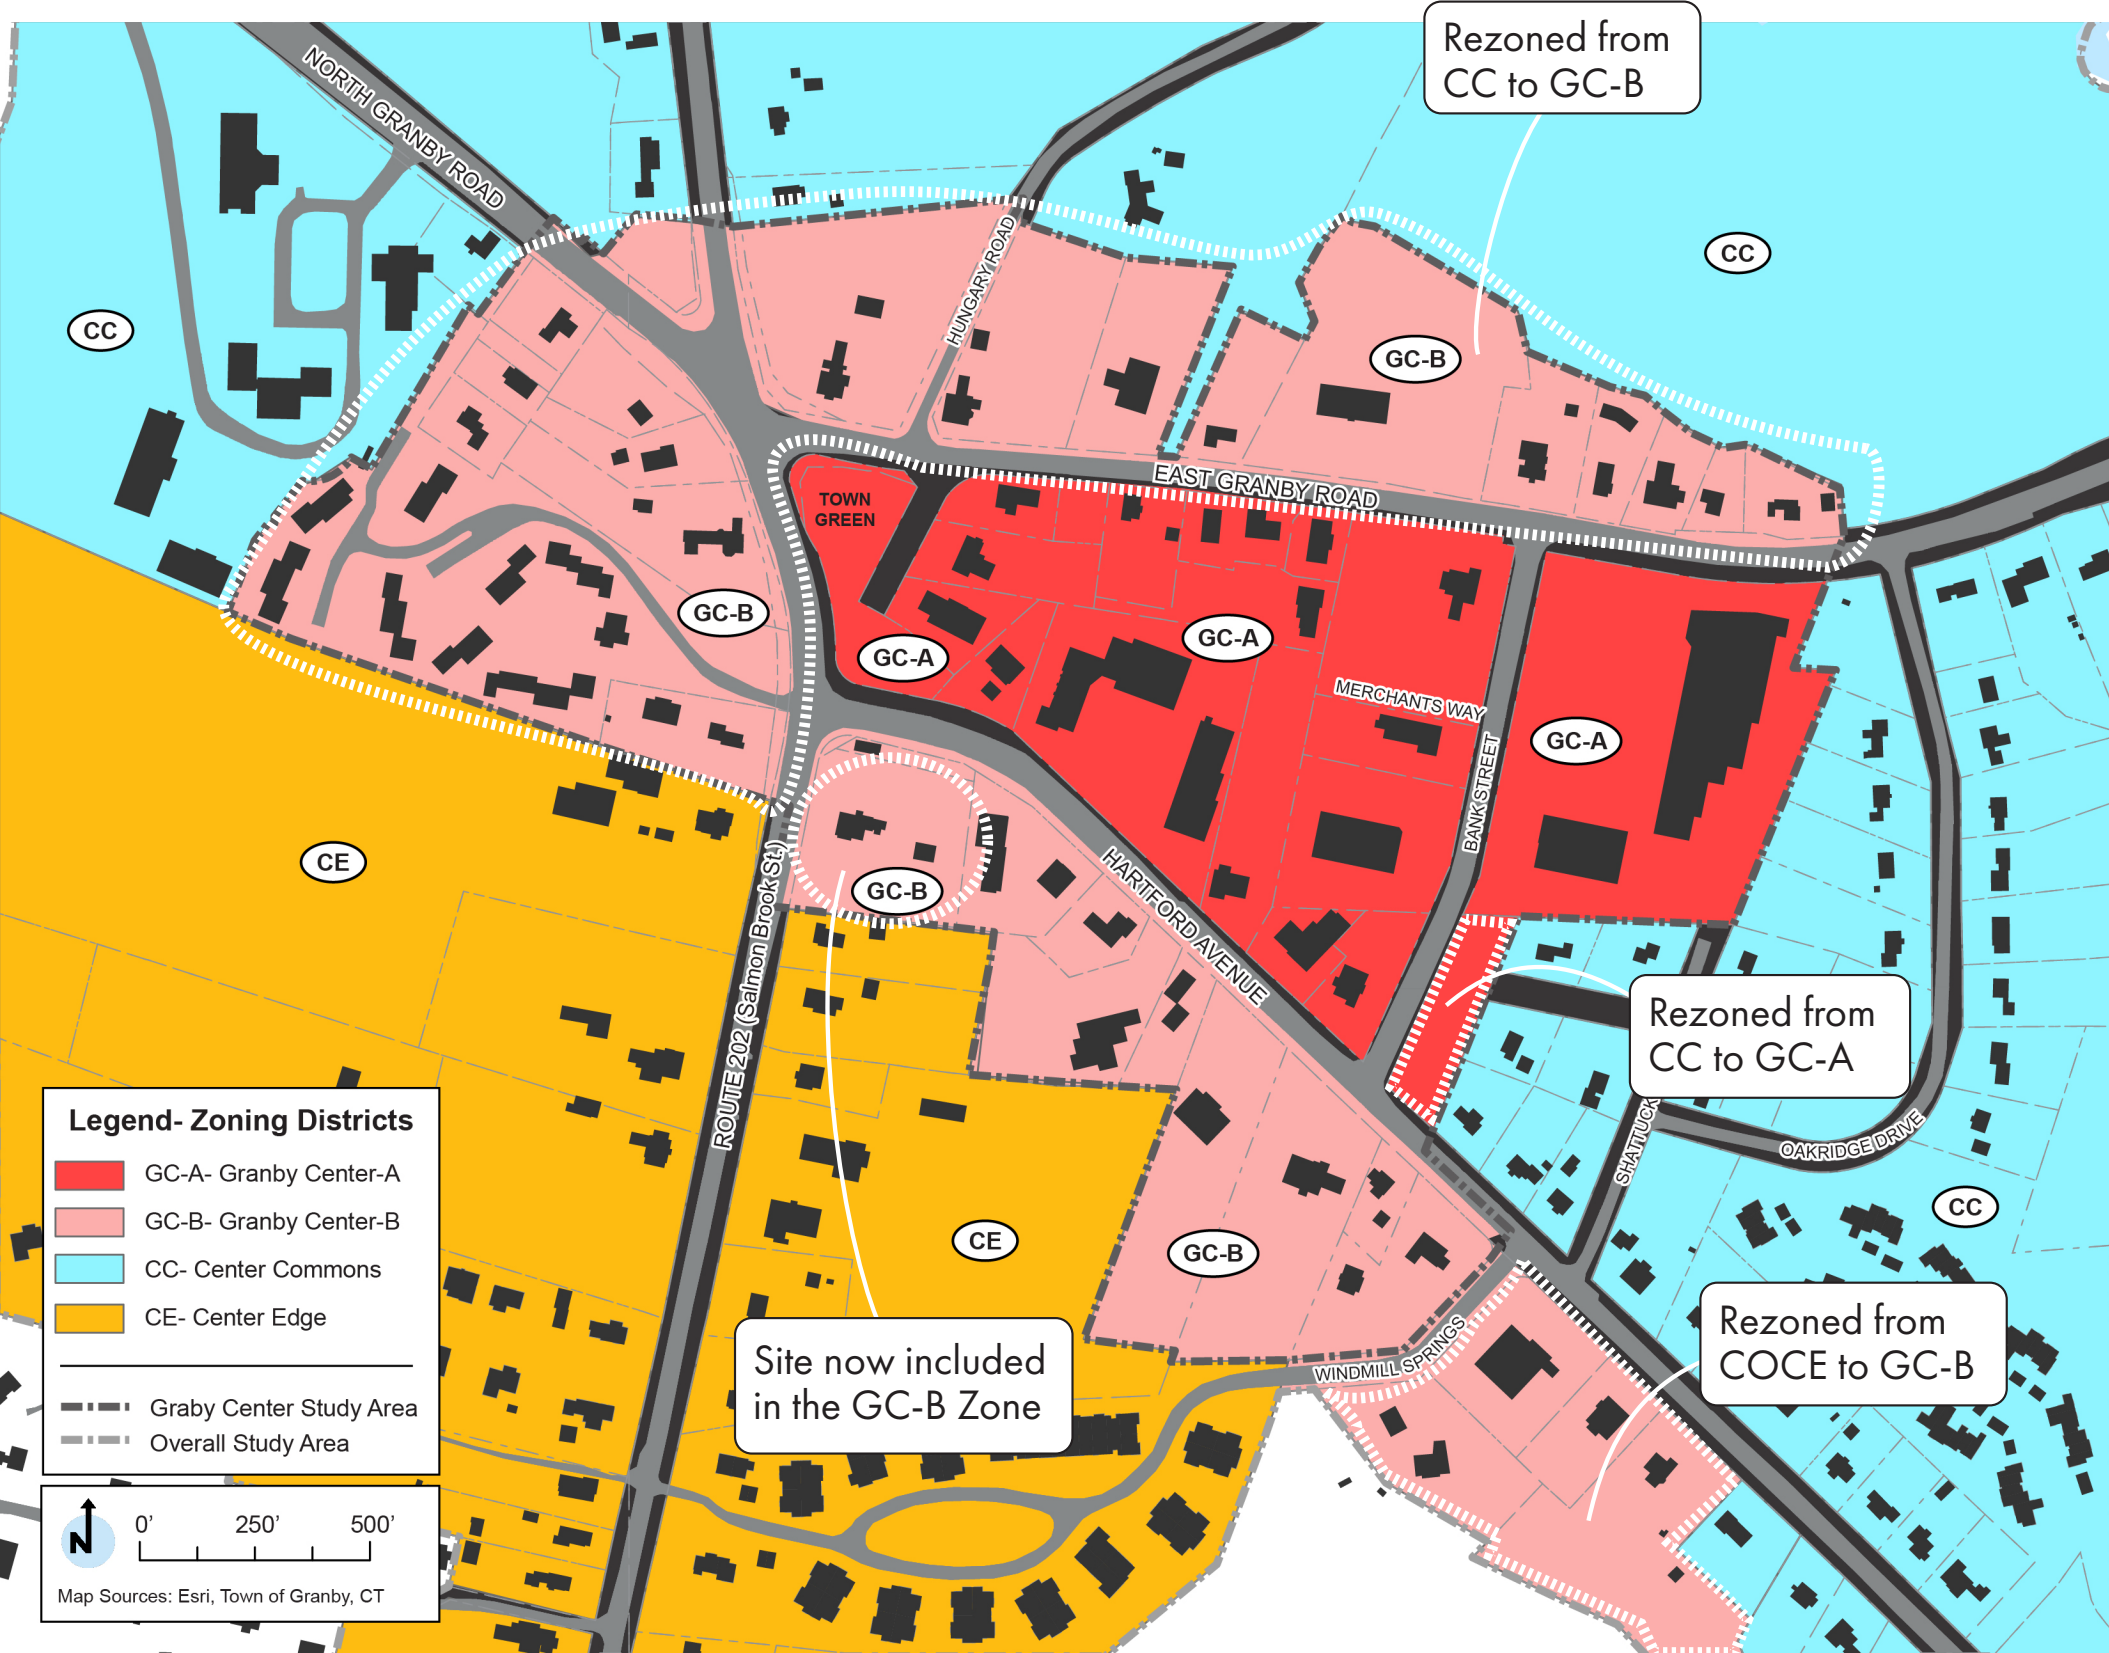 Rezoned from
CC to GC-B
NORTH GRANBY ROAD
HUNGARY ROAD
CC
CC
GC-B
EAST GRANBY ROAD
TOWN
GREEN
GC-B
GC-A
GC-A
MERCHANTS WAY
GC-A
BANK STREET
CE
GC-B
HARTFORD AVENUE
ROUTE 202 (Salmon Brook St.)
Rezoned from
CC to GC-A
SHATTUCK
OAKRIDGE DRIVE
CC
CE
GC-B
WINDMILL SPRINGS
Rezoned from
COCE to GC-B
Site now included
in the GC-B Zone
Legend- Zoning Districts
GC-A- Granby Center-A
GC-B- Granby Center-B
CC- Center Commons
CE- Center Edge
Graby Center Study Area
Overall Study Area
N
0' 250' 500'
Map Sources: Esri, Town of Granby, CT